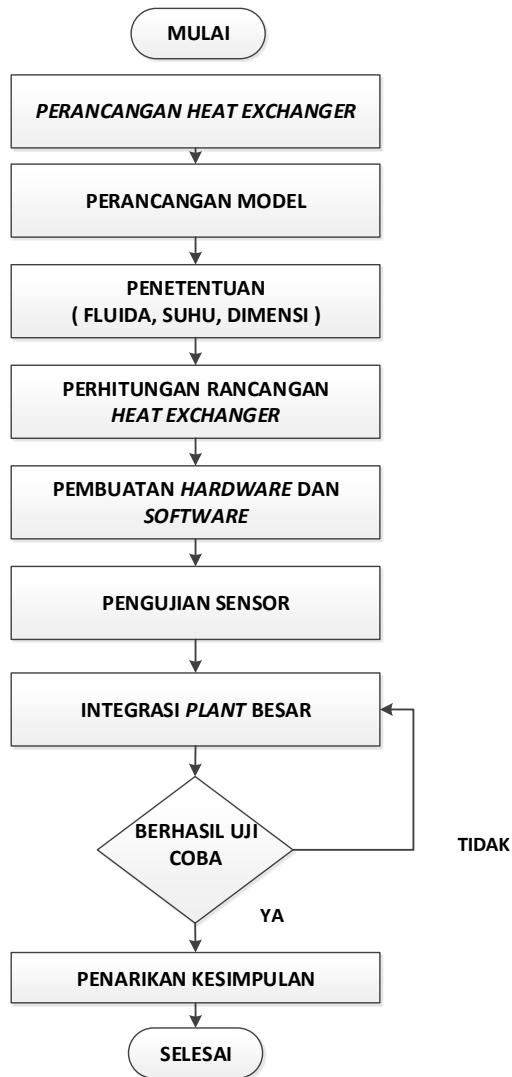 MULAI
PERANCANGAN HEAT EXCHANGER
PERANCANGAN MODEL
PENETENTUAN
( FLUIDA, SUHU, DIMENSI )
PERHITUNGAN RANCANGAN
HEAT EXCHANGER
PEMBUATAN HARDWARE DAN
SOFTWARE
PENGUJIAN SENSOR
INTEGRASI PLANT BESAR
BERHASIL UJI
COBA
TIDAK
YA
PENARIKAN KESIMPULAN
SELESAI